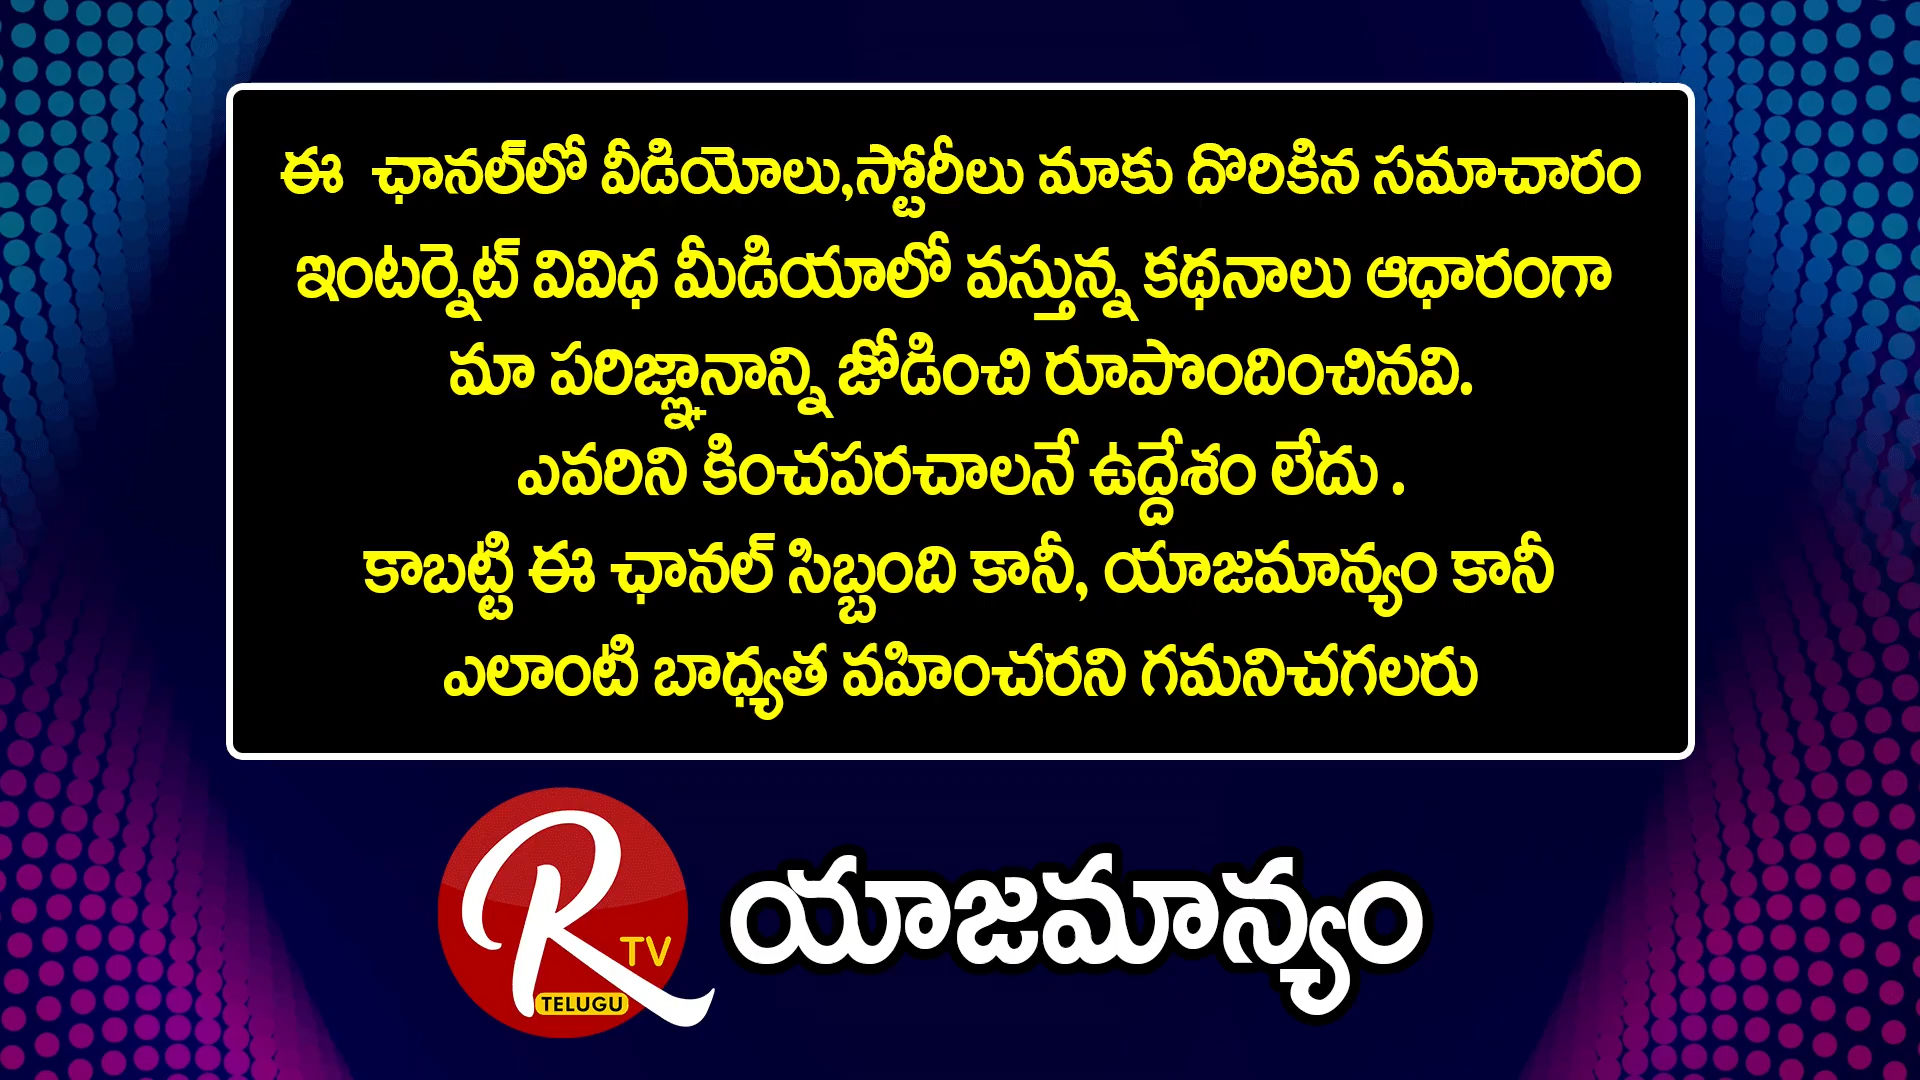 ఈ ఛానల్‌లో వీడియోలు,స్టోరీలు మాకు దొరికిన సమాచారం
ఇంటర్నెట్ వివిధ మీడియాలో వస్తున్న కథనాలు ఆధారంగా
మా పరిజ్ఞానాన్ని జోడించి రూపొందించినవి.
ఎవరిని కించపరచాలనే ఉద్దేశం లేదు .
కాబట్టి ఈ ఛానల్ సిబ్బంది కానీ, యాజమాన్యం కానీ
ఎలాంటి బాధ్యత వహించరని గమనిచగలరు
R TV TELUGU
యాజమాన్యం